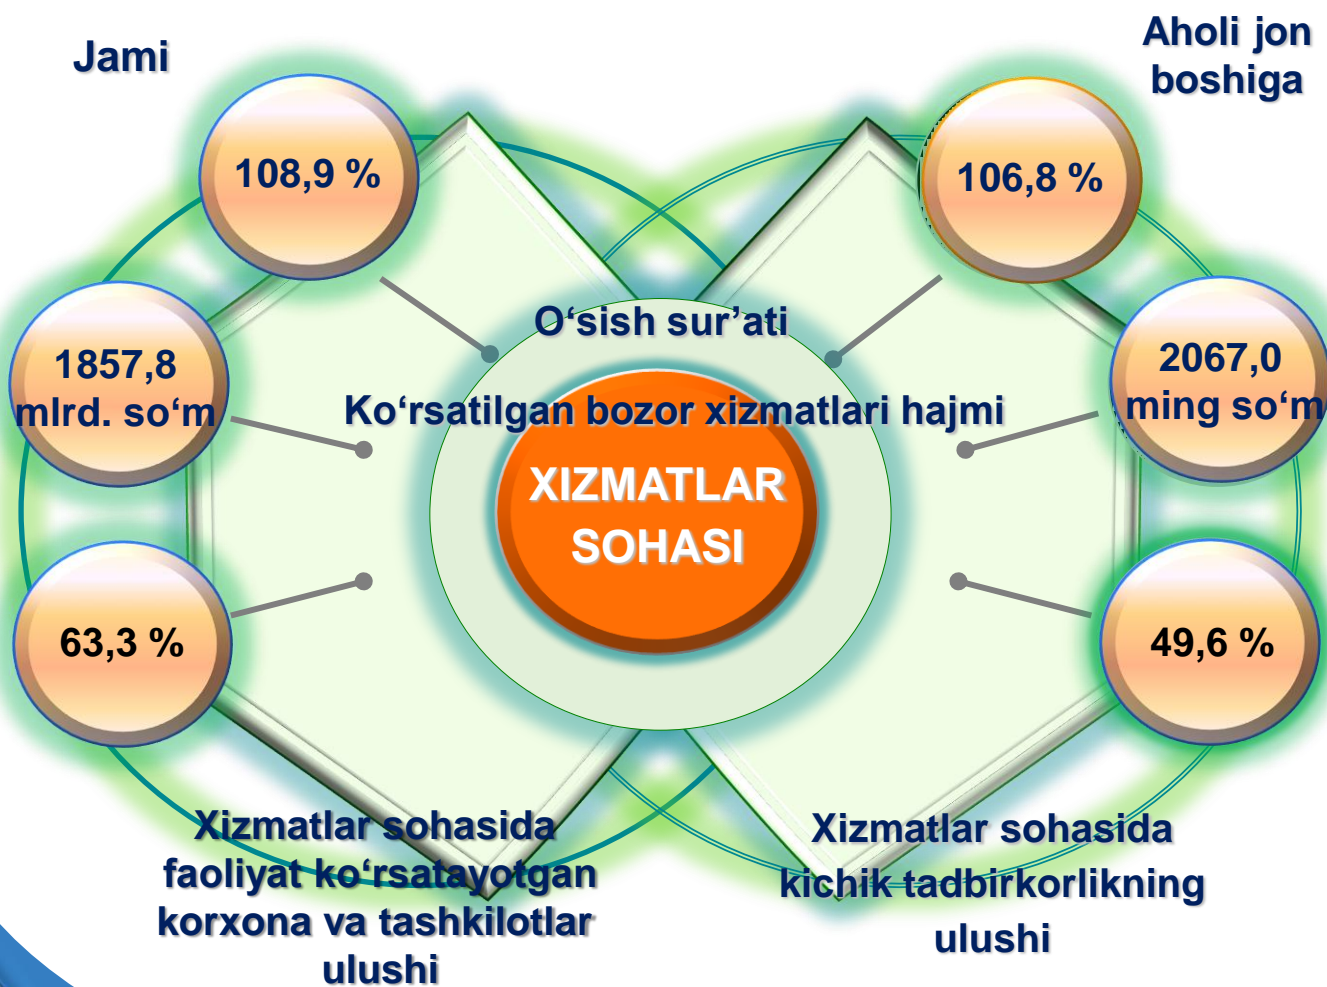 Jami
Aholi jon
boshiga
108,9 %
106,8 %
O‘sish sur’ati
1857,8
mlrd. so‘m
2067,0
ming so‘m
Ko‘rsatilgan bozor xizmatlari hajmi
XIZMATLAR
SOHASI
63,3 %
49,6 %
Xizmatlar sohasida
faoliyat ko‘rsatayotgan
korxona va tashkilotlar
ulushi
Xizmatlar sohasida
kichik tadbirkorlikning
ulushi